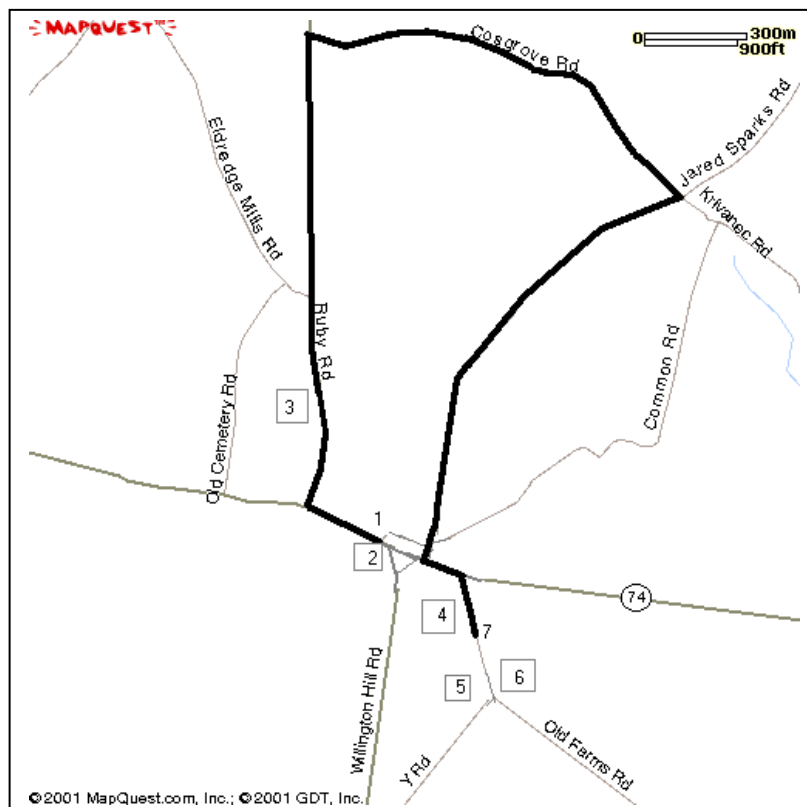 MAPQUEST
TM
0 300m
900ft
Cosgrove Rd
Jared Sparks Rd
Eldredge Mills Rd
Krivanec Rd
Ruby Rd
Common Rd
Old Cemetery Rd
3
1
2
74
4
7
Willington Hill Rd
6
5
Old Farms Rd
Y Rd
©2001 MapQuest.com, Inc.; ©2001 GDT, Inc.